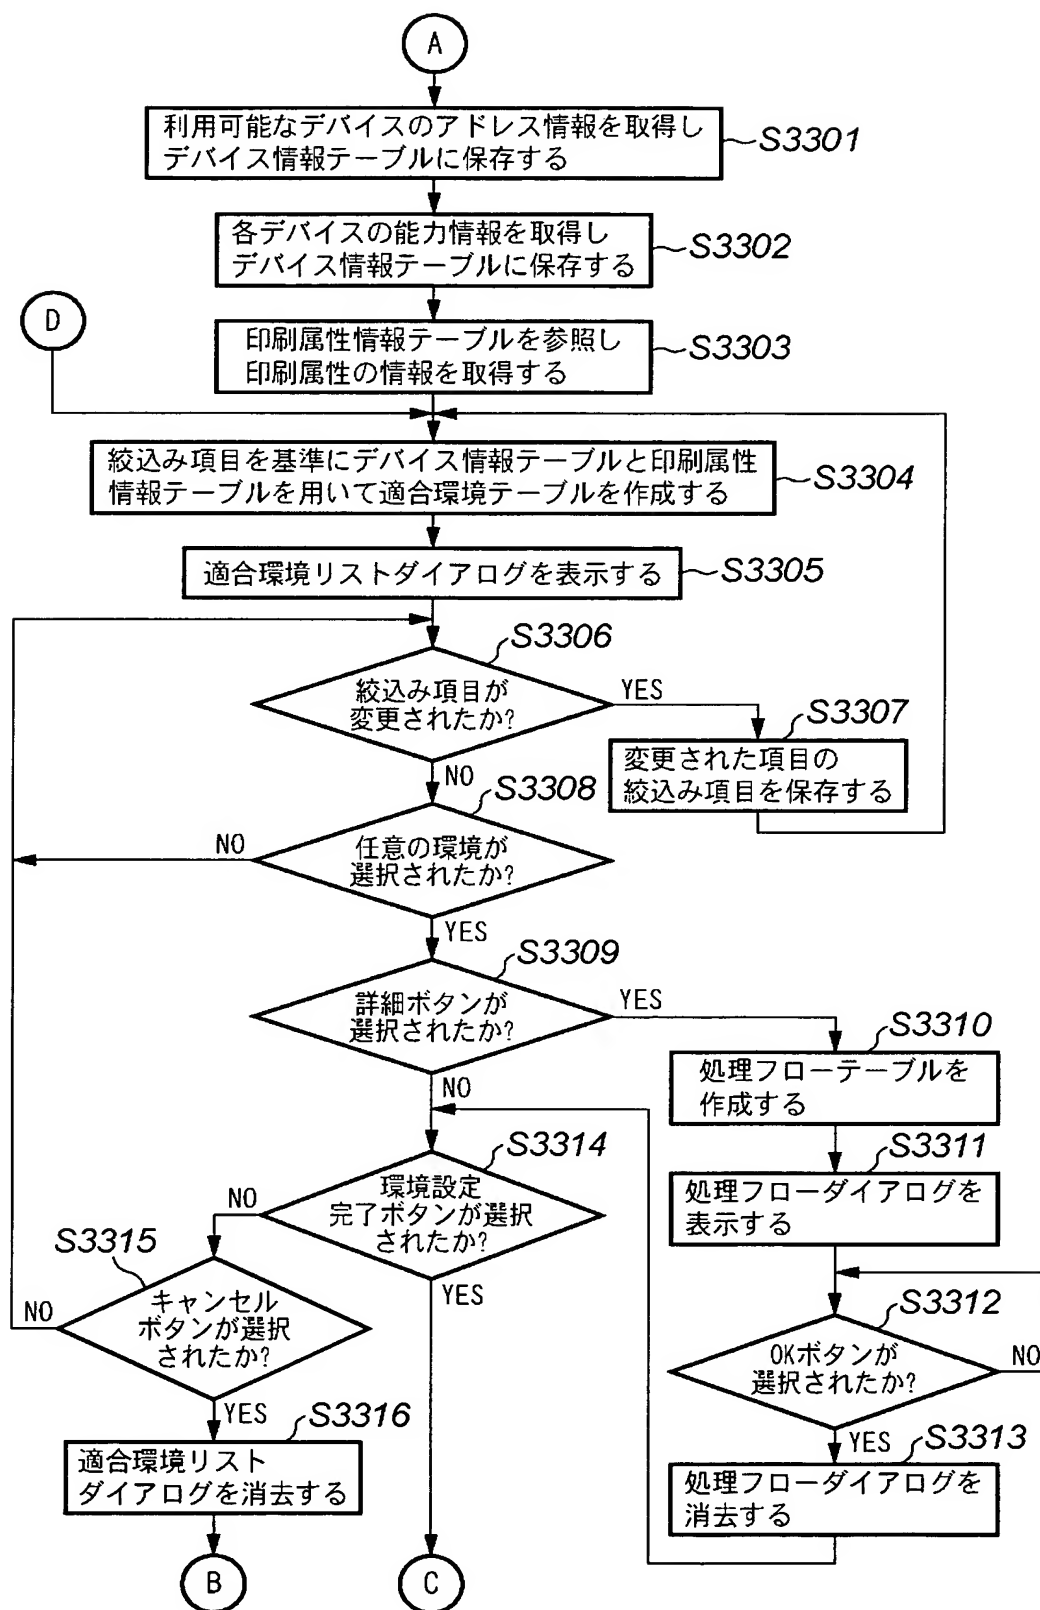 A
利用可能なデバイスのアドレス情報を取得し
デバイス情報テーブルに保存する
S3301
各デバイスの能力情報を取得し
デバイス情報テーブルに保存する
S3302
D
印刷属性情報テーブルを参照し
印刷属性の情報を取得する
S3303
絞込み項目を基準にデバイス情報テーブルと印刷属性
情報テーブルを用いて適合環境テーブルを作成する
S3304
適合環境リストダイアログを表示する
S3305
S3306
絞込み項目が
変更されたか?
YES
NO
S3307
変更された項目の
絞込み項目を保存する
S3308
任意の環境が
選択されたか?
NO
YES
S3309
詳細ボタンが
選択されたか?
YES
NO
S3310
処理フローテーブルを
作成する
S3311
処理フローダイアログを
表示する
S3314
環境設定
完了ボタンが選択
されたか?
NO
YES
S3315
キャンセル
ボタンが選択
されたか?
NO
YES
S3312
OKボタンが
選択されたか?
NO
YES
S3316
適合環境リスト
ダイアログを消去する
S3313
処理フローダイアログを
消去する
B
C